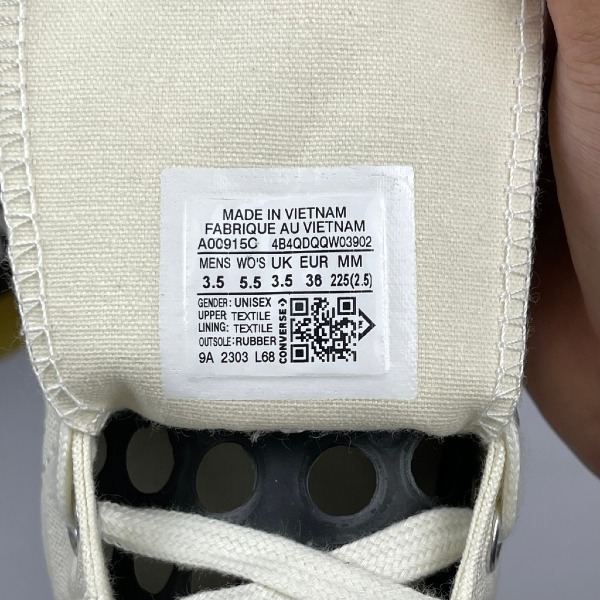 MADE IN VIETNAM
FABRIQUE AU VIETNAM
A00915C 4B4QDQQW03902
MENS WO'S UK EUR MM
3.5 5.5 3.5 36 225(2.5)
GENDER: UNISEX
UPPER TEXTILE
LINING: TEXTILE
OUTSOLE: RUBBER
9A 2303 L68
CONVERSE